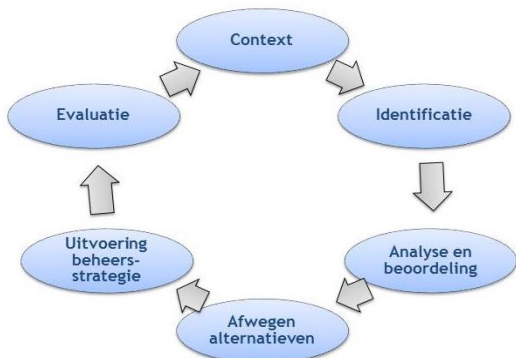 Context
Identificatie
Analyse en
beoordeling
Afwegen
alternatieven
Uitvoering
beheers-
strategie
Evaluatie